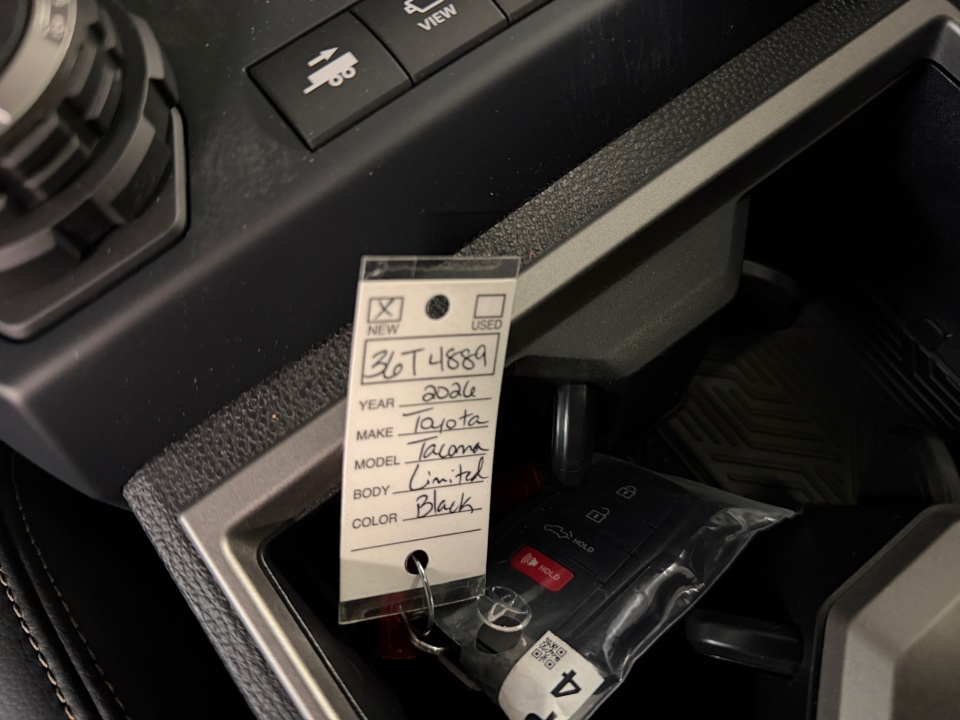 VIEW
X
NEW
USED
36T4889
YEAR 2026
MAKE Toyota
MODEL Tacoma
BODY Limited
COLOR Black
HOLD
HOLD
4